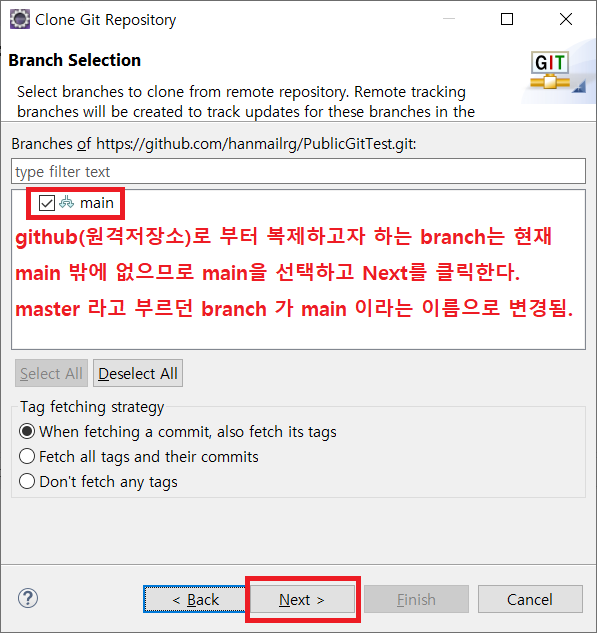 Clone Git Repository
Branch Selection
GIT
Select branches to clone from remote repository. Remote tracking
branches will be created to track updates for these branches in the
Branches of https://github.com/hanmailrg/PublicGitTest.git:
type filter text
main
github(원격저장소)로 부터 복제하고자 하는 branch는 현재
main 밖에 없으므로 main을 선택하고 Next를 클릭한다.
master 라고 부르던 branch 가 main 이라는 이름으로 변경됨.
Select All Deselect All
Tag fetching strategy
When fetching a commit, also fetch its tags
Fetch all tags and their commits
Don't fetch any tags
? < Back Next > Finish Cancel